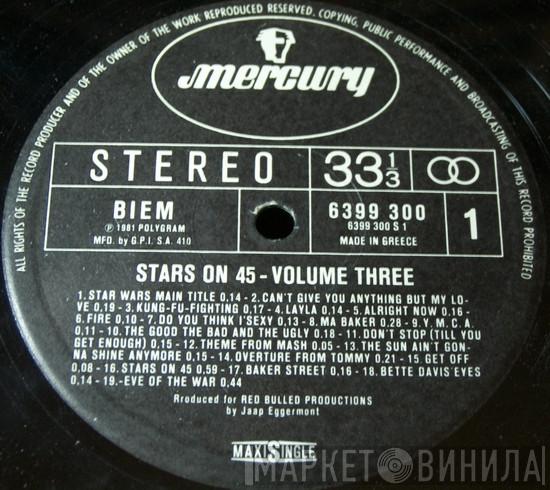 ALL RIGHTS OF THE RECORD PRODUCER AND OF THE OWNER OF THE WORK REPRODUCED RESERVED. COPYING, PUBLIC PERFORMANCE AND BROADCASTING OF THIS RECORD PROHIBITED
mercury
STEREO
33 1/3
BIEM
℗ 1981 POLYGRAM
MFD. by G.P.I. S.A. 410
6399 300
6399 300 S 1
MADE IN GREECE
1
STARS ON 45 - VOLUME THREE
1. STAR WARS MAIN TITLE 0,14 - 2. CAN'T GIVE YOU ANYTHING BUT MY LO-
VE 0.19 - 3. KUNG-FU-FIGHTING 0,17 - 4. LAYLA 0,14 - 5. ALRIGHT NOW 0,16 -
6. FIRE 0,10 - 7. DO YOU THINK I'SEXY 0,13 - 8. MA BAKER 0,28 - 9. Y. M. C. A.
0,11 - 10. THE GOOD THE BAD AND THE UGLY 0,18 - 11. DON'T STOP (TILL YOU
GET ENOUGH) 0,15 - 12. THEME FROM MASH 0,05 - 13. THE SUN AIN'T GON-
NA SHINE ANYMORE 0,15 - 14. OVERTURE FROM TOMMY 0,21 - 15. GET OFF
0,08 - 16. STARS ON 45 0.59 - 17. BAKER STREET 0,16 - 18. BETTE DAVIS'EYES
0,14 - 19. -EVE OF THE WAR 0,44
Produced for RED BULLED PRODUCTIONS
by Jaap Eggermont
MAXI SINGLE
МАРКЕТ ВИНИЛА